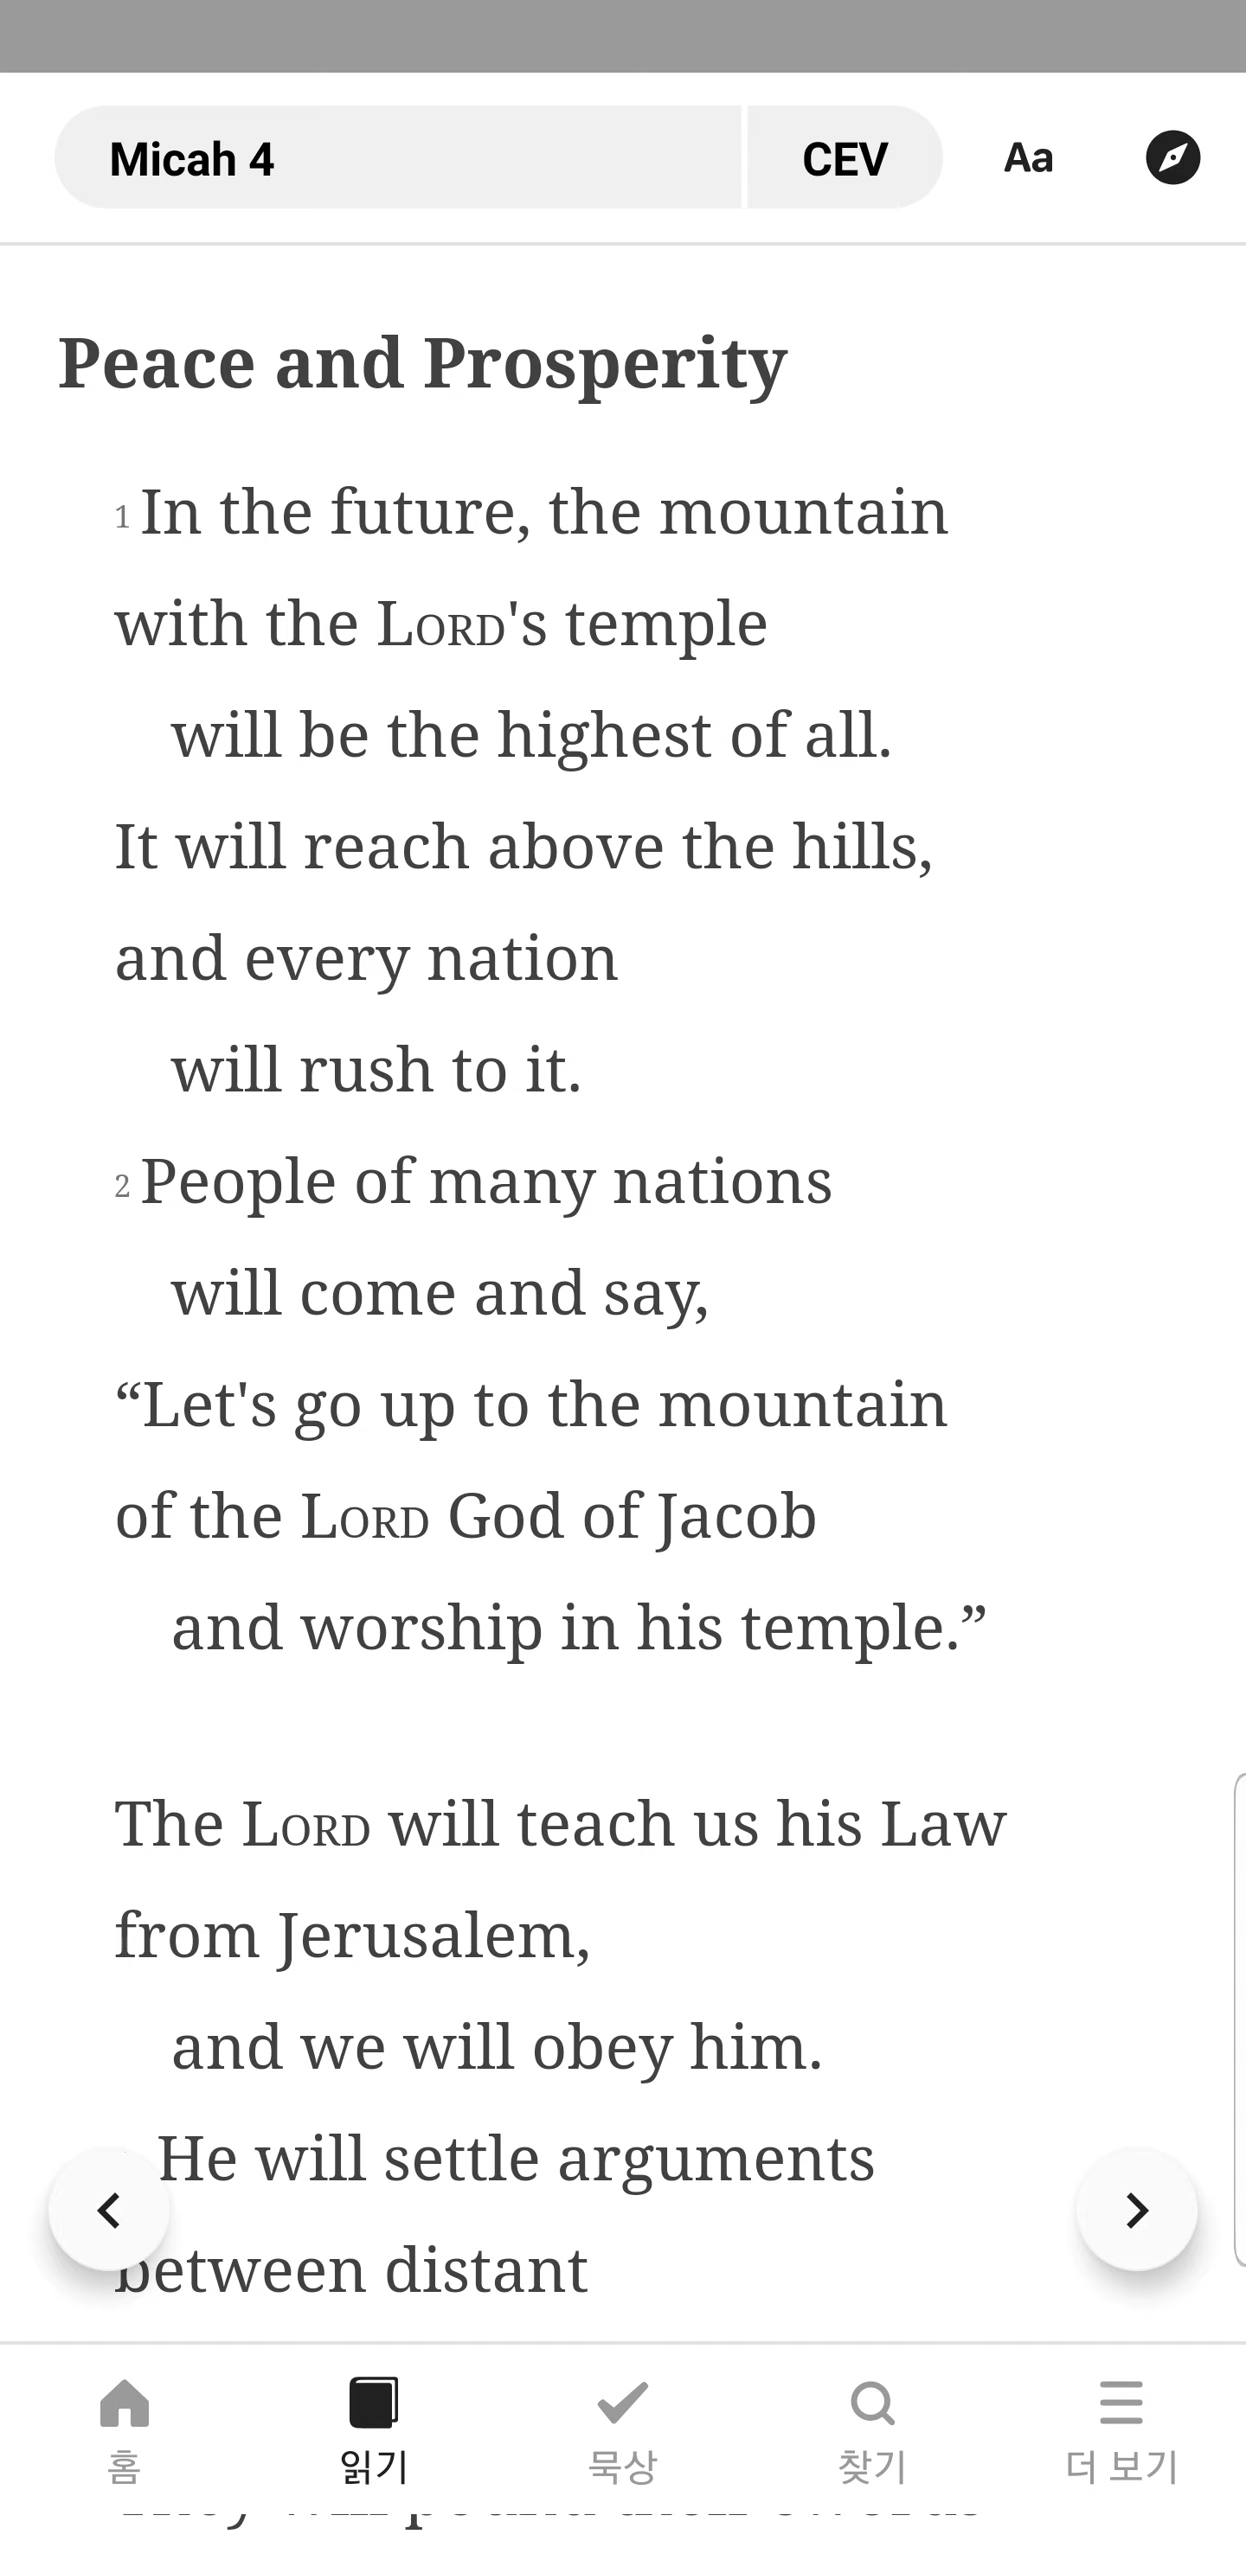 Micah 4 CEV Aa
Peace and Prosperity
1 In the future, the mountain
with the LORD's temple
will be the highest of all.
It will reach above the hills,
and every nation
will rush to it.
2 People of many nations
will come and say,
“Let's go up to the mountain
of the LORD God of Jacob
and worship in his temple.”
The LORD will teach us his Law
from Jerusalem,
and we will obey him.
He will settle arguments
between distant
홈 읽기 묵상 찾기 더 보기